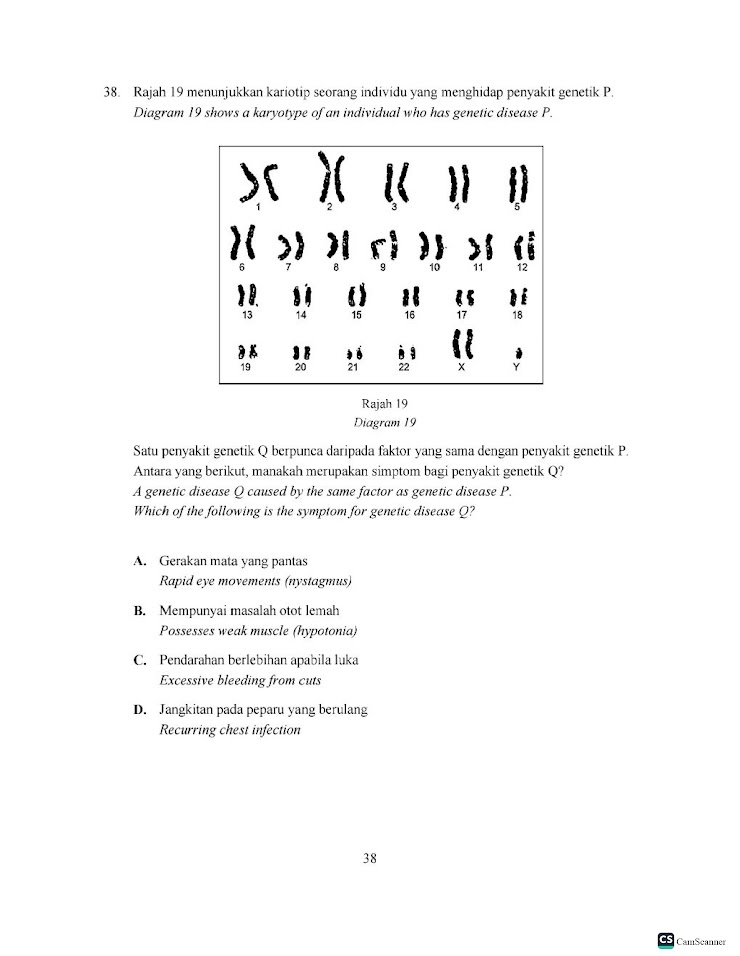 38. Rajah 19 menunjukkan kariotip seorang individu yang menghidap penyakit genetik P.
Diagram 19 shows a karyotype of an individual who has genetic disease P.
1 2 3 4 5
6 7 8 9 10 11 12
13 14 15 16 17 18
19 20 21 22 X Y
Rajah 19
Diagram 19
Satu penyakit genetik Q berpunca daripada faktor yang sama dengan penyakit genetik P.
Antara yang berikut, manakah merupakan simptom bagi penyakit genetik Q?
A genetic disease Q caused by the same factor as genetic disease P.
Which of the following is the symptom for genetic disease Q?
A. Gerakan mata yang pantas
Rapid eye movements (nystagmus)
B. Mempunyai masalah otot lemah
Possesses weak muscle (hypotonia)
C. Pendarahan berlebihan apabila luka
Excessive bleeding from cuts
D. Jangkitan pada peparu yang berulang
Recurring chest infection
38
CS CamScanner